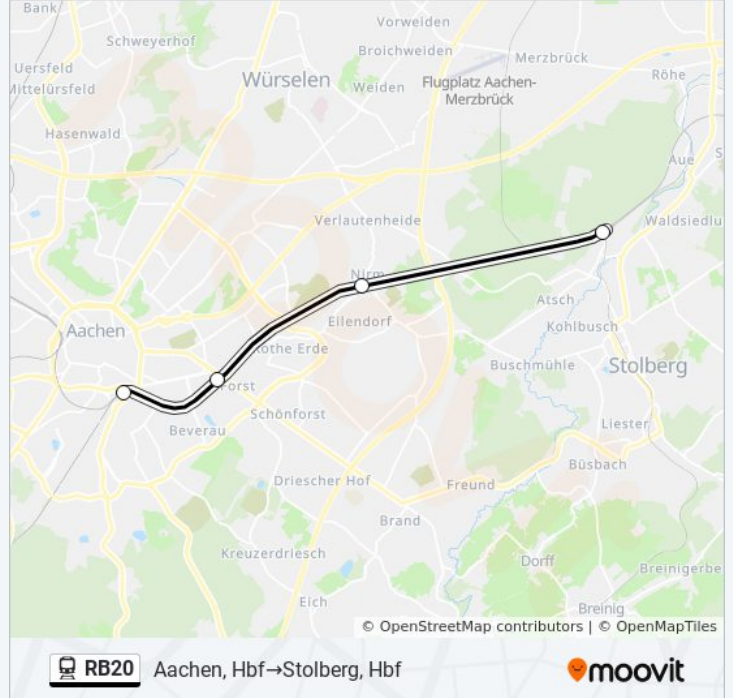 Bank
Vorweiden
Schweyerhof
Broichweiden
Merzbrück
Uersfeld
Würselen
Flugplatz Aachen-
Merzbrück
Röhe
Mittelürsfeld
Weiden
Hasenwald
Aue
S
Verlautenheide
Waldsiedlu
Nirm
Atsch
Eilendorf
Kohlbusch
Aachen
Rothe Erde
Buschmühle
Stolberg
Forst
Schönforst
Liester
Beverau
Büsbach
Driescher Hof
Freund
Brand
Kreuzerdriesch
Dorff
Breinigerbe
Eich
Breinig
© OpenStreetMap contributors | © OpenMapTiles
RB20 Aachen, Hbf→Stolberg, Hbf
moovit